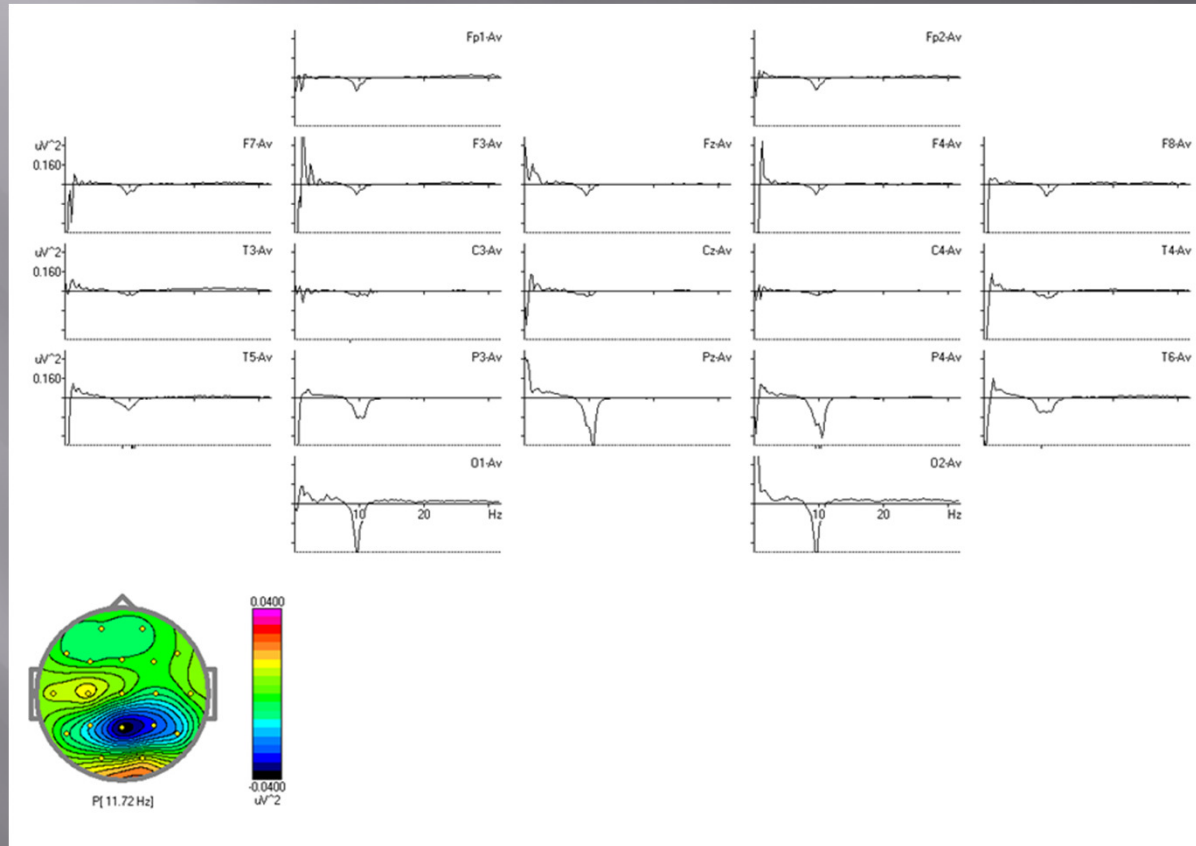 Fp1-Av
Fp2-Av
uV^2
0.160
F7-Av
F3-Av
Fz-Av
F4-Av
F8-Av
uV^2
0.160
T3-Av
C3-Av
Cz-Av
C4-Av
T4-Av
uV^2
0.160
T5-Av
P3-Av
Pz-Av
P4-Av
T6-Av
O1-Av
10
20
Hz
O2-Av
10
20
Hz
0.0400
-0.0400
uV^2
P[ 11.72 Hz]